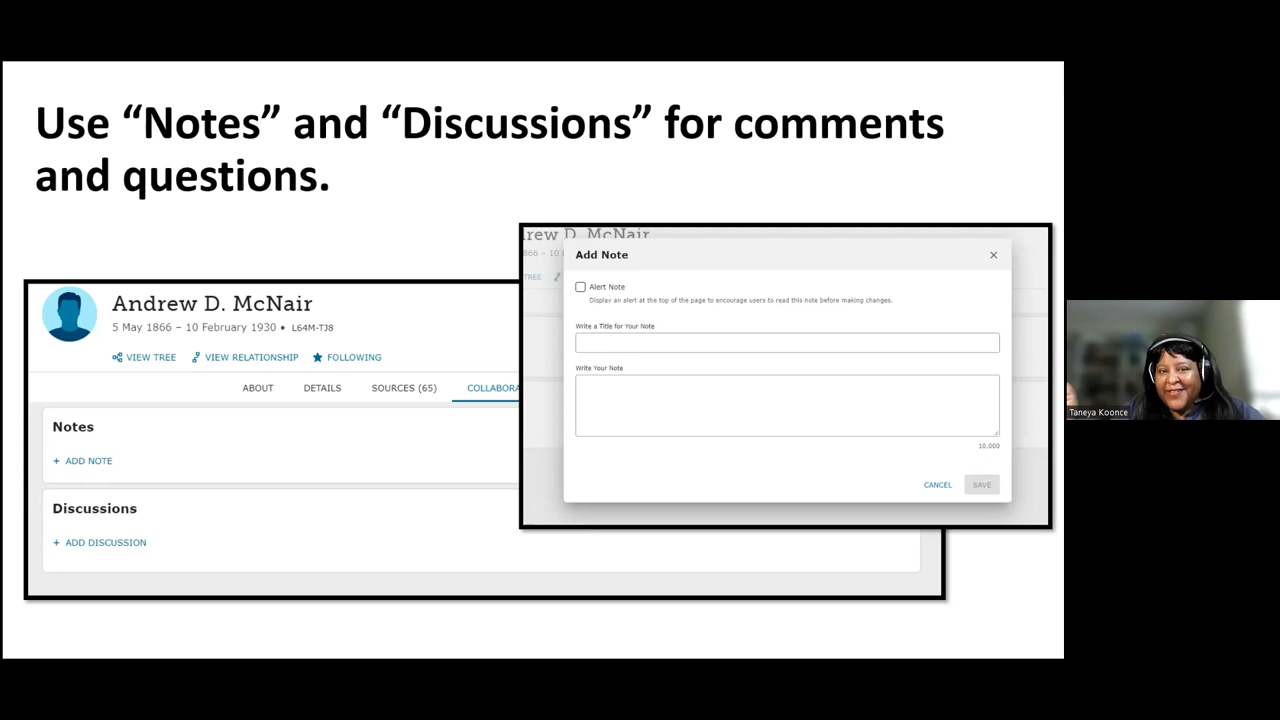 Use “Notes” and “Discussions” for comments
and questions.
Andrew D. McNair
5 May 1866 – 10 February 1930 • L64M-TJ8
VIEW TREE VIEW RELATIONSHIP FOLLOWING
ABOUT DETAILS SOURCES (65) COLLABORA
Notes
+ ADD NOTE
Discussions
+ ADD DISCUSSION
rew D. McNair
866 – 10
TREE
Add Note
Alert Note
Display an alert at the top of the page to encourage users to read this note before making changes.
Write a Title for Your Note
Write Your Note
10,000
CANCEL SAVE
Taneya Koonce